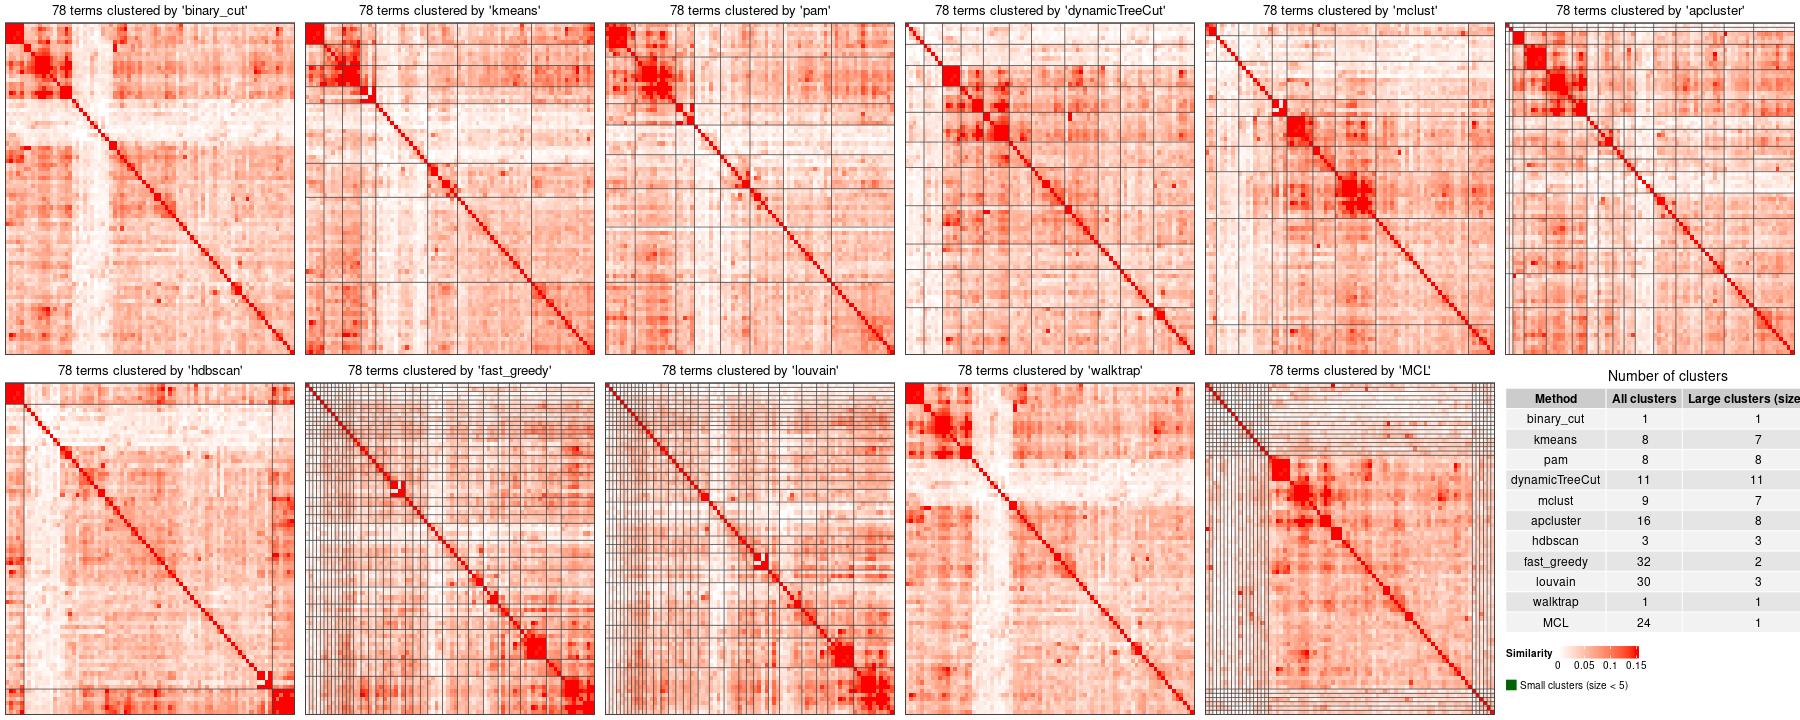 78 terms clustered by 'binary_cut'
78 terms clustered by 'kmeans'
78 terms clustered by 'pam'
78 terms clustered by 'dynamicTreeCut'
78 terms clustered by 'mclust'
78 terms clustered by 'apcluster'
78 terms clustered by 'hdbscan'
78 terms clustered by 'fast_greedy'
78 terms clustered by 'louvain'
78 terms clustered by 'walktrap'
78 terms clustered by 'MCL'
Number of clusters
Method All clusters Large clusters (size
binary_cut 1 1
kmeans 8 7
pam 8 8
dynamicTreeCut 11 11
mclust 9 7
apcluster 16 8
hdbscan 3 3
fast_greedy 32 2
louvain 30 3
walktrap 1 1
MCL 24 1
Similarity
0 0.05 0.1 0.15
Small clusters (size < 5)